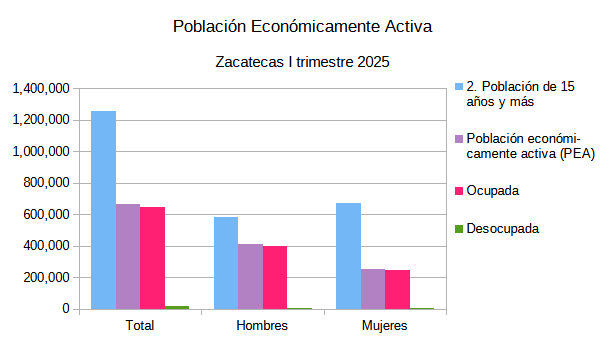 Población Económicamente Activa
Zacatecas I trimestre 2025
1,400,000
1,200,000
1,000,000
800,000
600,000
400,000
200,000
0
Total
Hombres
Mujeres
2. Población de 15
años y más
Población económi-
camente activa (PEA)
Ocupada
Desocupada